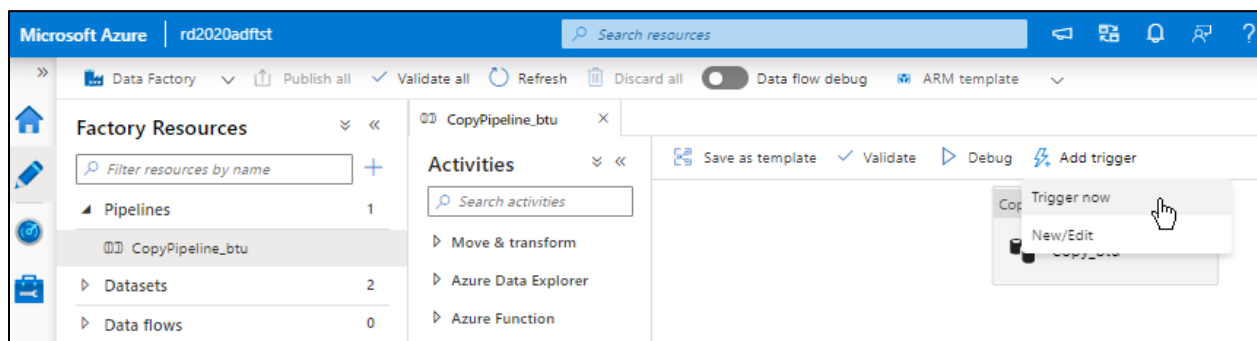 Microsoft Azure rd2020adftst Search resources ?
» Data Factory Publish all Validate all Refresh Discard all Data flow debug ARM template
Factory Resources
Filter resources by name +
Pipelines 1
CopyPipeline_btu
Datasets 2
Data flows 0
CopyPipeline_btu ×
Activities
Search activities
Move & transform
Azure Data Explorer
Azure Function
Save as template Validate Debug Add trigger
Trigger now
New/Edit